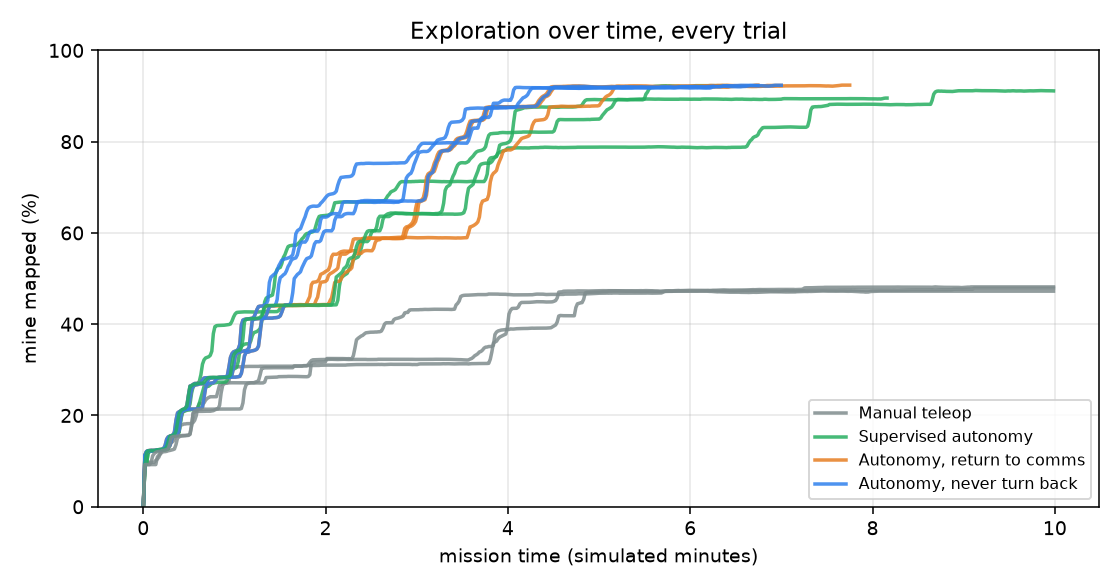 Exploration over time, every trial
mine mapped (%)
100
80
60
40
20
0
0 2 4 6 8 10
mission time (simulated minutes)
Manual teleop
Supervised autonomy
Autonomy, return to comms
Autonomy, never turn back